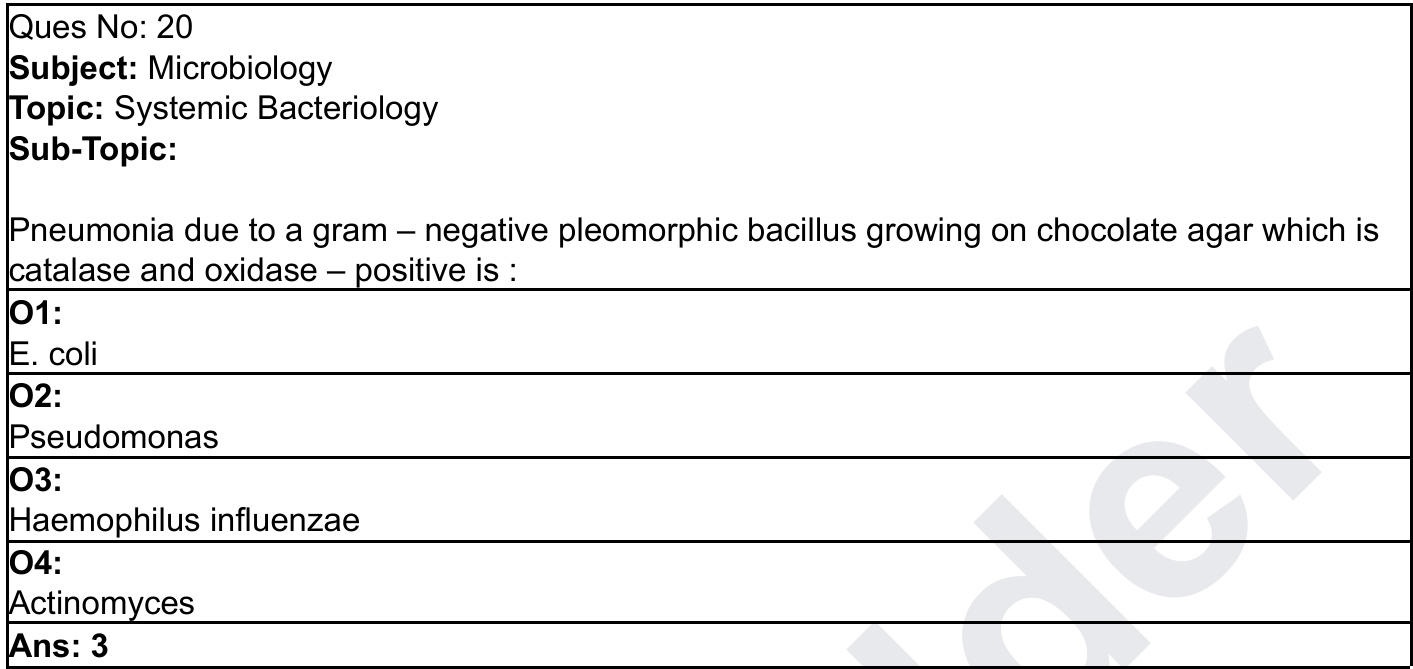 Ques No: 20
Subject: Microbiology
Topic: Systemic Bacteriology
Sub-Topic:
Pneumonia due to a gram – negative pleomorphic bacillus growing on chocolate agar which is
catalase and oxidase – positive is :
O1:
E. coli
O2:
Pseudomonas
O3:
Haemophilus influenzae
O4:
Actinomyces
Ans: 3